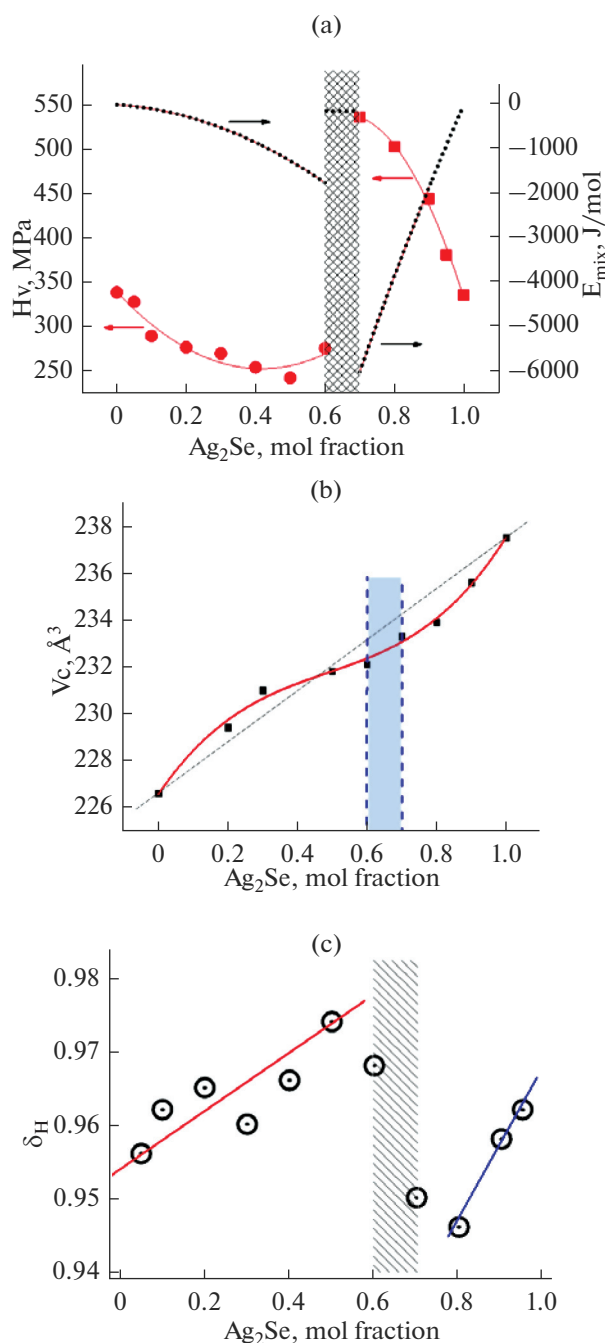 (a)
550
500
450
400
350
300
250
Hv, MPa
0
−1000
−2000
−3000
−4000
−5000
−6000
E_mix, J/mol
0 0.2 0.4 0.6 0.8 1.0
Ag₂Se, mol fraction
(b)
238
236
234
232
230
228
226
Vc, Å³
0 0.2 0.4 0.6 0.8 1.0
Ag₂Se, mol fraction
(c)
0.98
0.97
0.96
0.95
0.94
δ_H
0 0.2 0.4 0.6 0.8 1.0
Ag₂Se, mol fraction